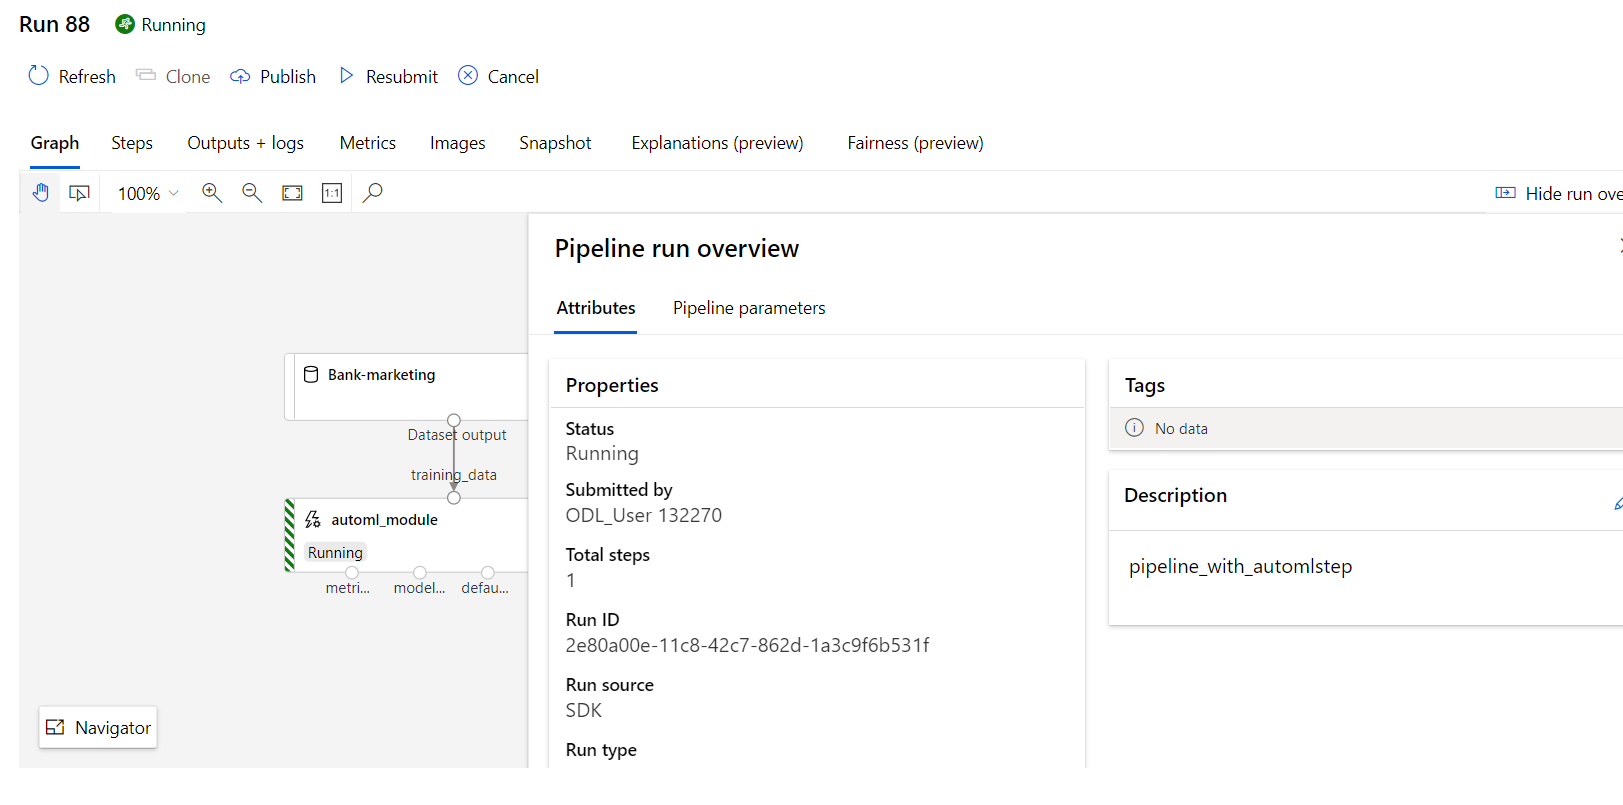 Run 88 Running
Refresh Clone Publish Resubmit Cancel
Graph Steps Outputs + logs Metrics Images Snapshot Explanations (preview) Fairness (preview)
100% 1:1 Hide run ove
Pipeline run overview
Attributes Pipeline parameters
Bank-marketing
Dataset output
training_data
automl_module
Running
metri... model... defau...
Navigator
Properties
Status
Running
Submitted by
ODL_User 132270
Total steps
1
Run ID
2e80a00e-11c8-42c7-862d-1a3c9f6b531f
Run source
SDK
Run type
Tags
No data
Description
pipeline_with_automlstep